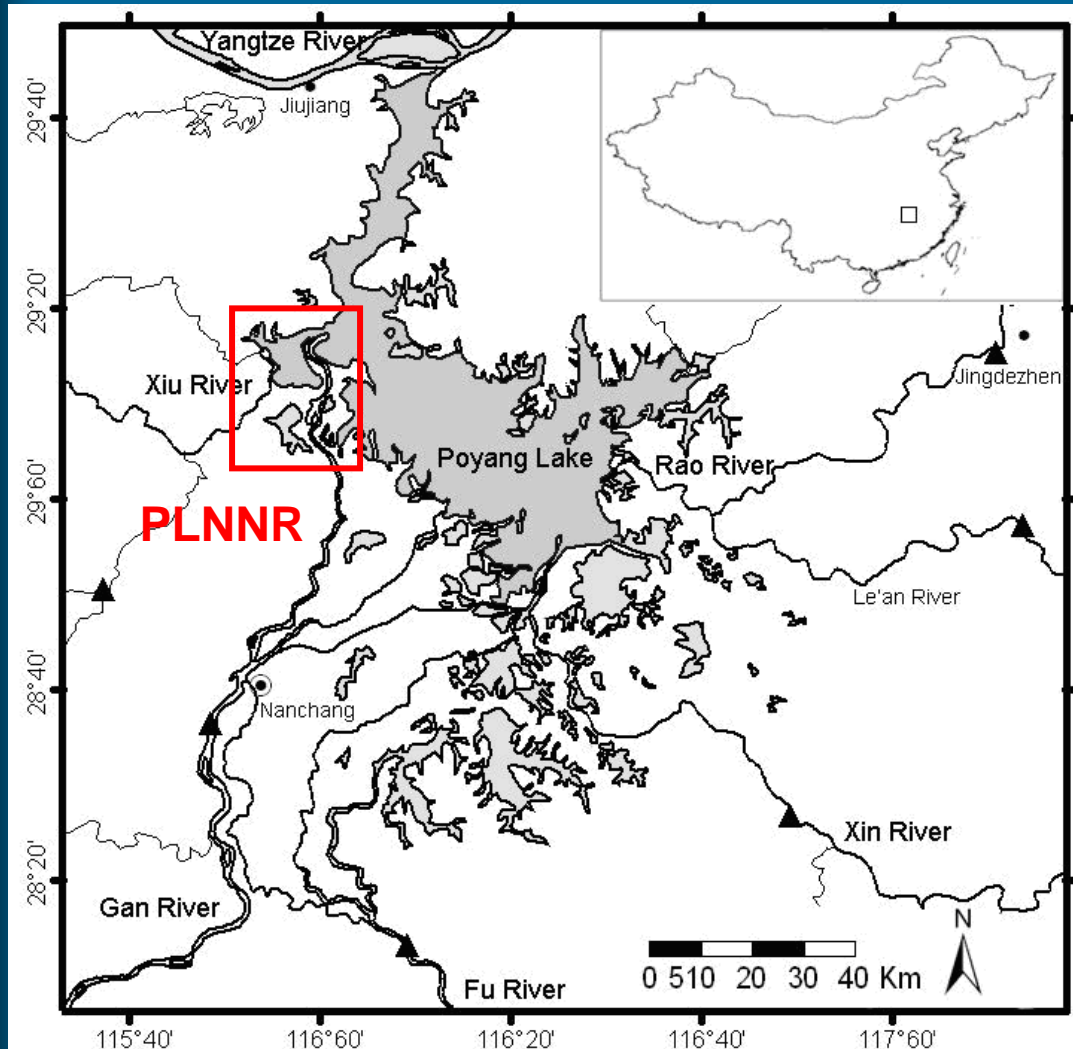 Yangtze River
Jiujiang
29°40'
29°20'
Xiu River
Jingdezhen
Poyang Lake
Rao River
29°60'
PLNNR
Le'an River
28°40'
Nanchang
Xin River
28°20'
Gan River
N
0 510 20 30 40 Km
Fu River
115°40' 116°60' 116°20' 116°40' 117°60'